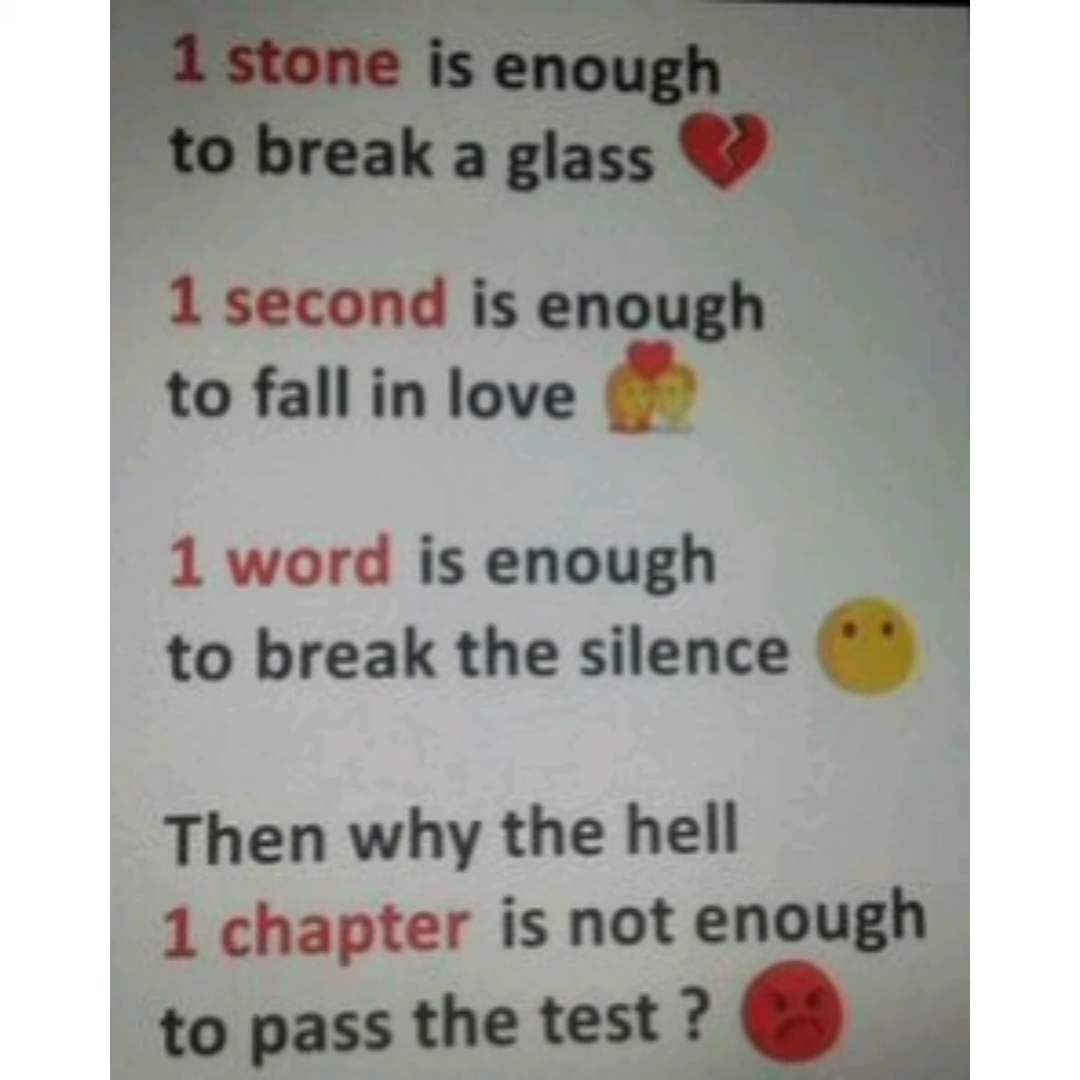 1 stone is enough
to break a glass 💔
1 second is enough
to fall in love 💑
1 word is enough
to break the silence 😶
Then why the hell
1 chapter is not enough
to pass the test ? 😡